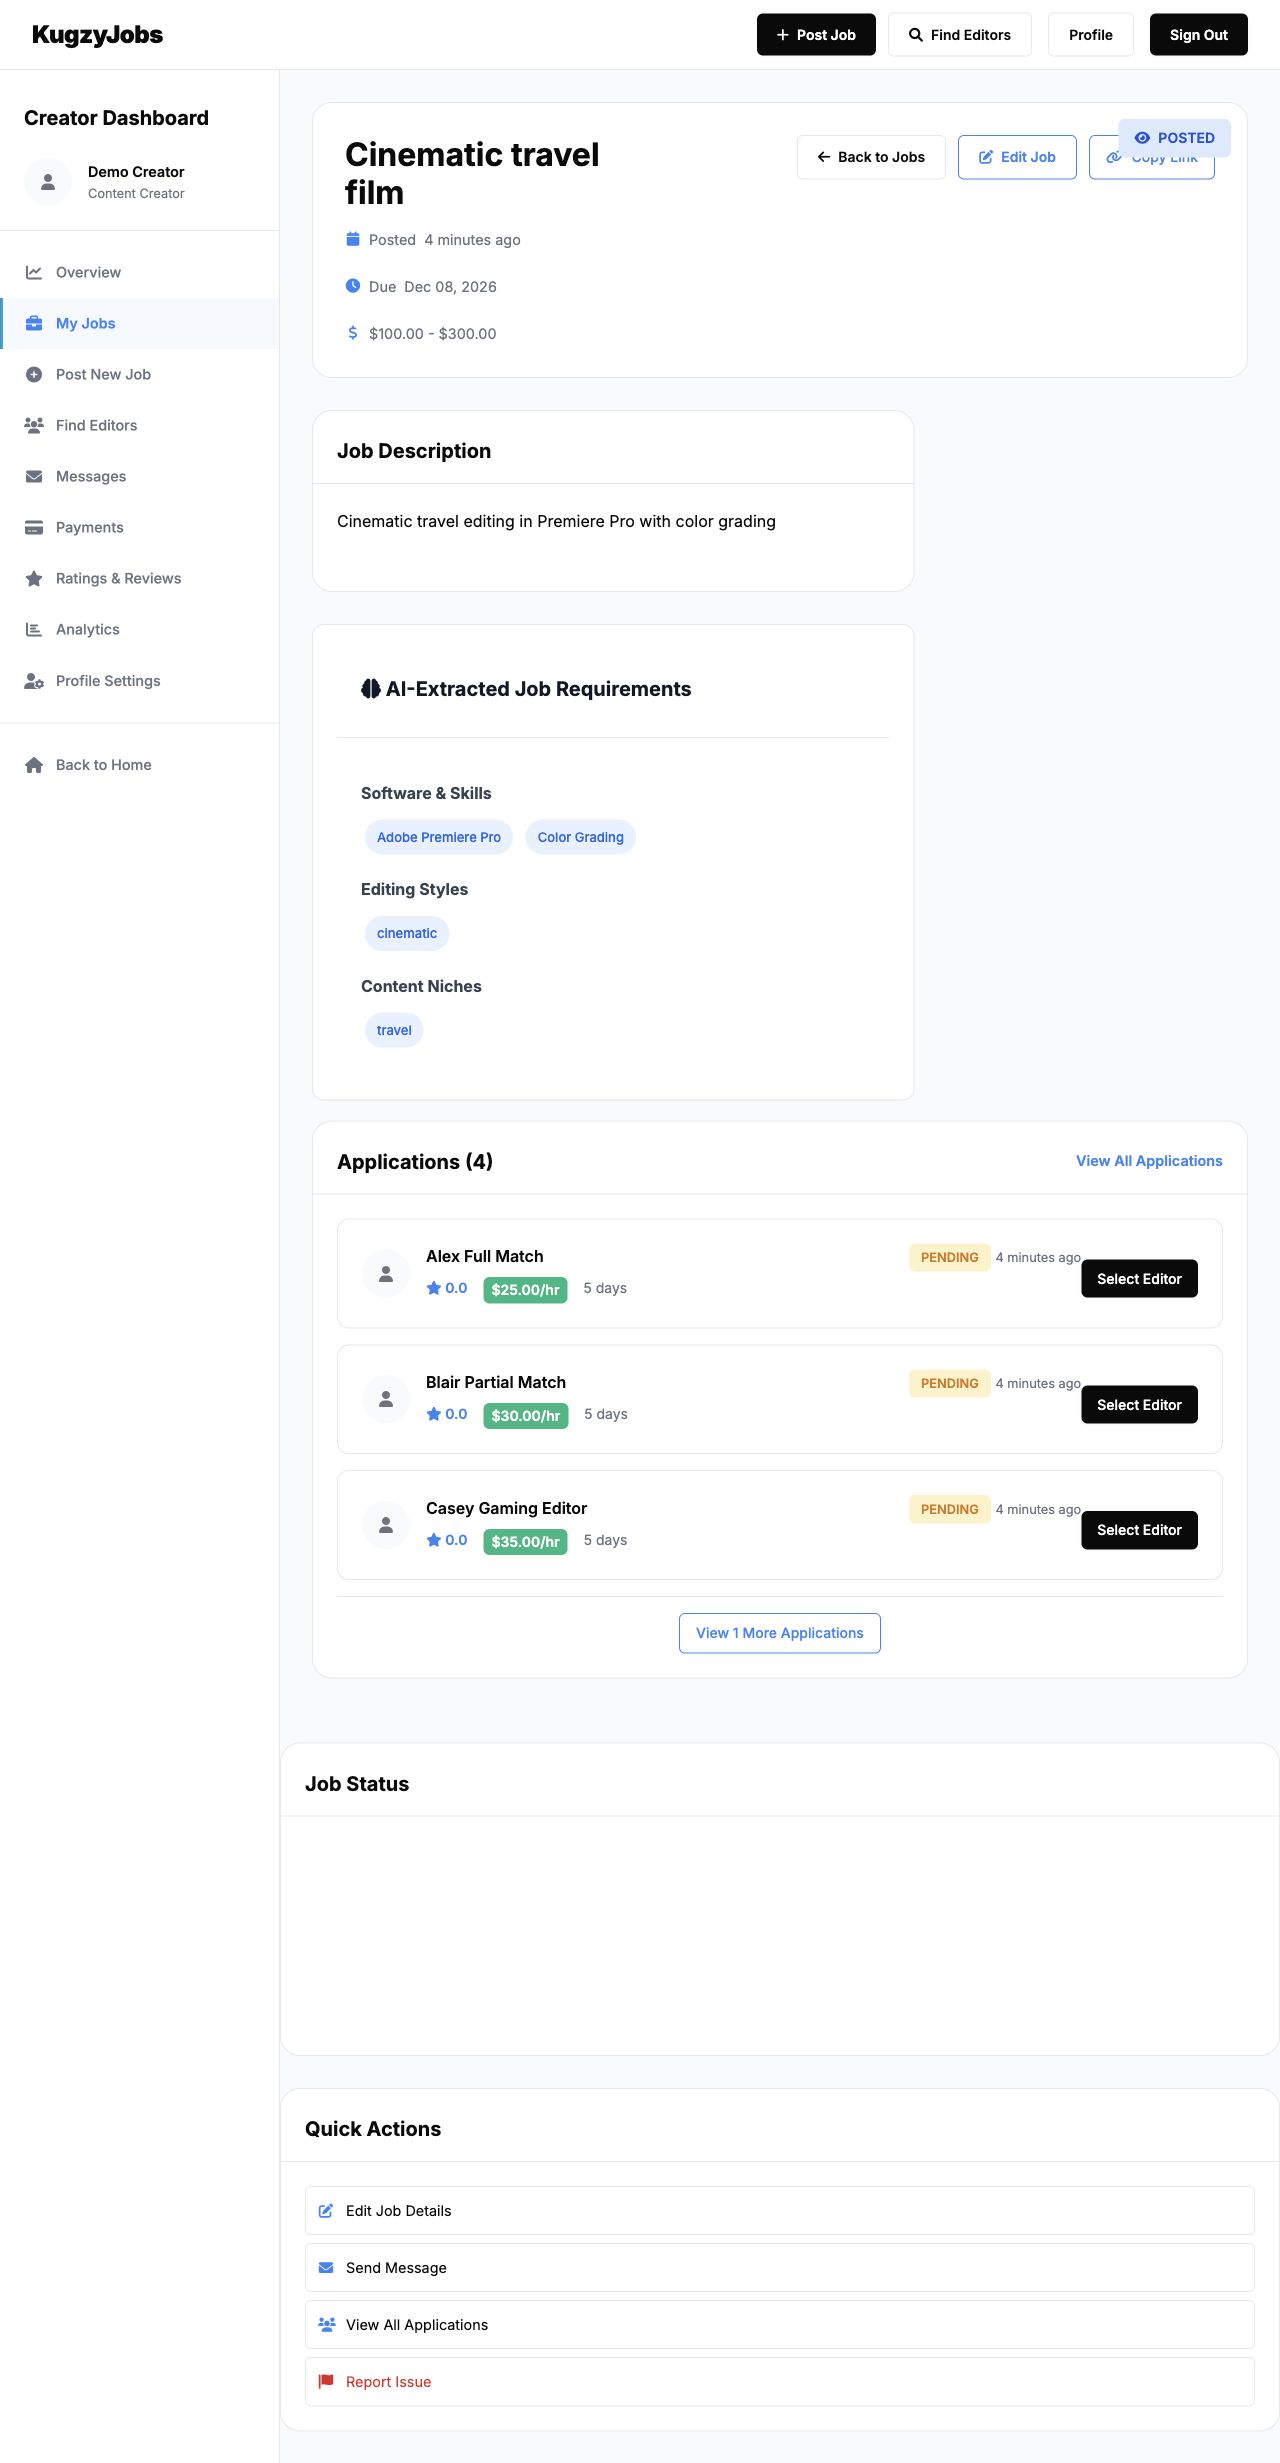 KugzyJobs
Post Job
Find Editors
Profile
Sign Out
Creator Dashboard
Demo Creator
Content Creator
Overview
My Jobs
Post New Job
Find Editors
Messages
Payments
Ratings & Reviews
Analytics
Profile Settings
Back to Home
Cinematic travel
film
Back to Jobs
Edit Job
Copy Link
POSTED
Posted 4 minutes ago
Due Dec 08, 2026
$100.00 - $300.00
Job Description
Cinematic travel editing in Premiere Pro with color grading
AI-Extracted Job Requirements
Software & Skills
Adobe Premiere Pro
Color Grading
Editing Styles
cinematic
Content Niches
travel
Applications (4)
View All Applications
Alex Full Match
0.0 $25.00/hr 5 days
PENDING 4 minutes ago
Select Editor
Blair Partial Match
0.0 $30.00/hr 5 days
PENDING 4 minutes ago
Select Editor
Casey Gaming Editor
0.0 $35.00/hr 5 days
PENDING 4 minutes ago
Select Editor
View 1 More Applications
Job Status
Quick Actions
Edit Job Details
Send Message
View All Applications
Report Issue